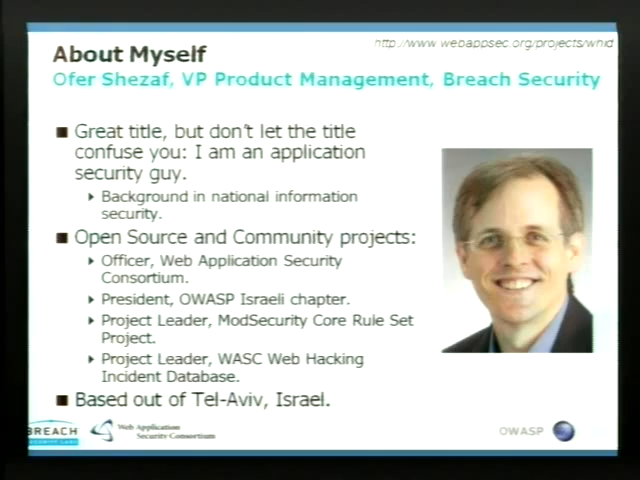 http://www.webappsec.org/projects/whid
About Myself
Ofer Shezaf, VP Product Management, Breach Security
■ Great title, but don't let the title
confuse you: I am an application
security guy.
Background in national information
security.
■ Open Source and Community projects:
Officer, Web Application Security
Consortium.
President, OWASP Israeli chapter.
Project Leader, ModSecurity Core Rule Set
Project.
Project Leader, WASC Web Hacking
Incident Database.
■ Based out of Tel-Aviv, Israel.
BREACH
Web Application
Security Consortium
OWASP